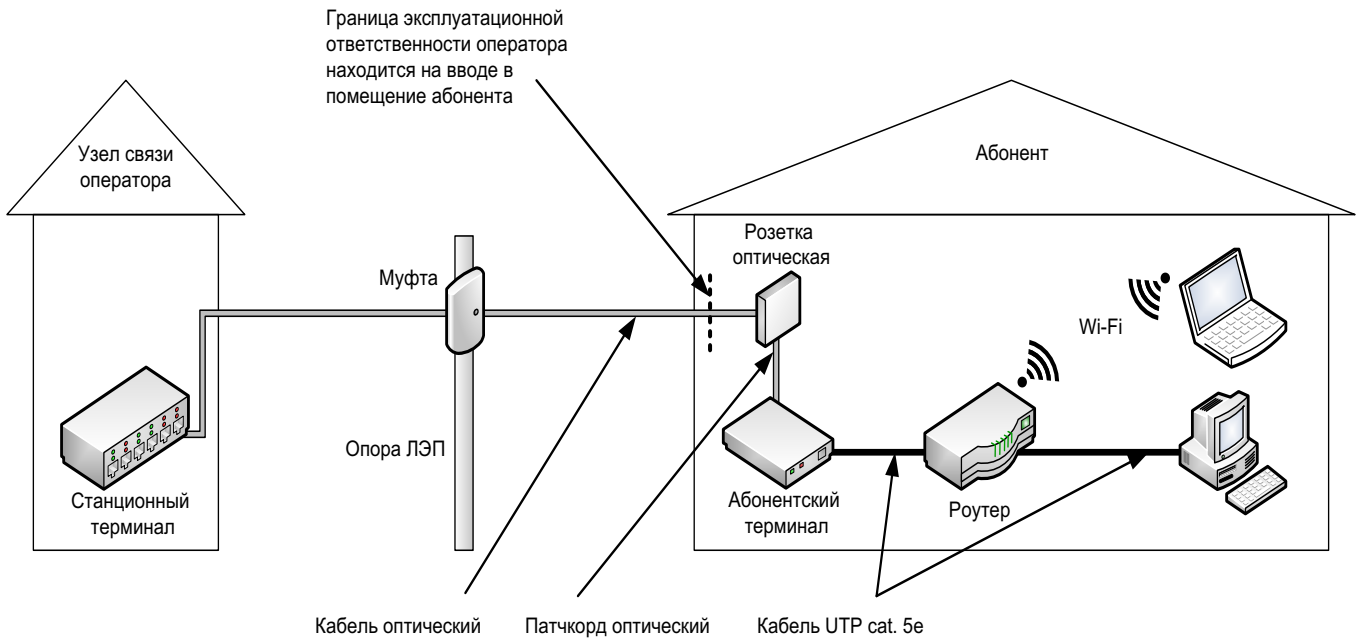 Граница эксплуатационной
ответственности оператора
находится на вводе в
помещение абонента
Узел связи
оператора
Абонент
Розетка
оптическая
Муфта
Wi-Fi
Опора ЛЭП
Станционный
терминал
Абонентский
терминал
Роутер
Кабель оптический
Патчкорд оптический
Кабель UTP cat. 5e